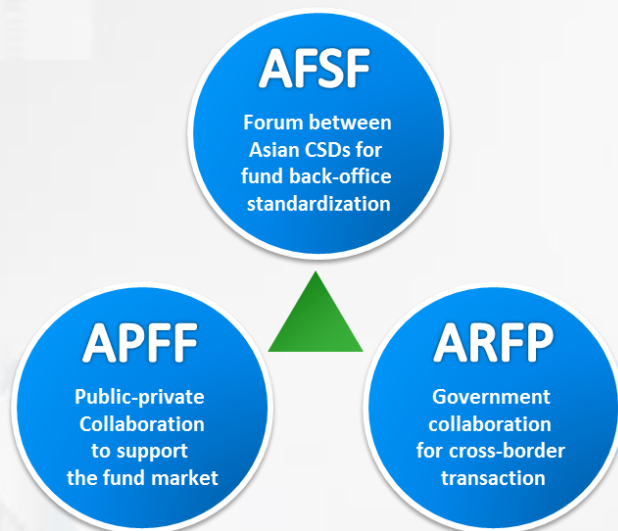 AFSF
Forum between
Asian CSDs for
fund back-office
standardization
APFF
Public-private
Collaboration
to support
the fund market
ARFP
Government
collaboration
for cross-border
transaction